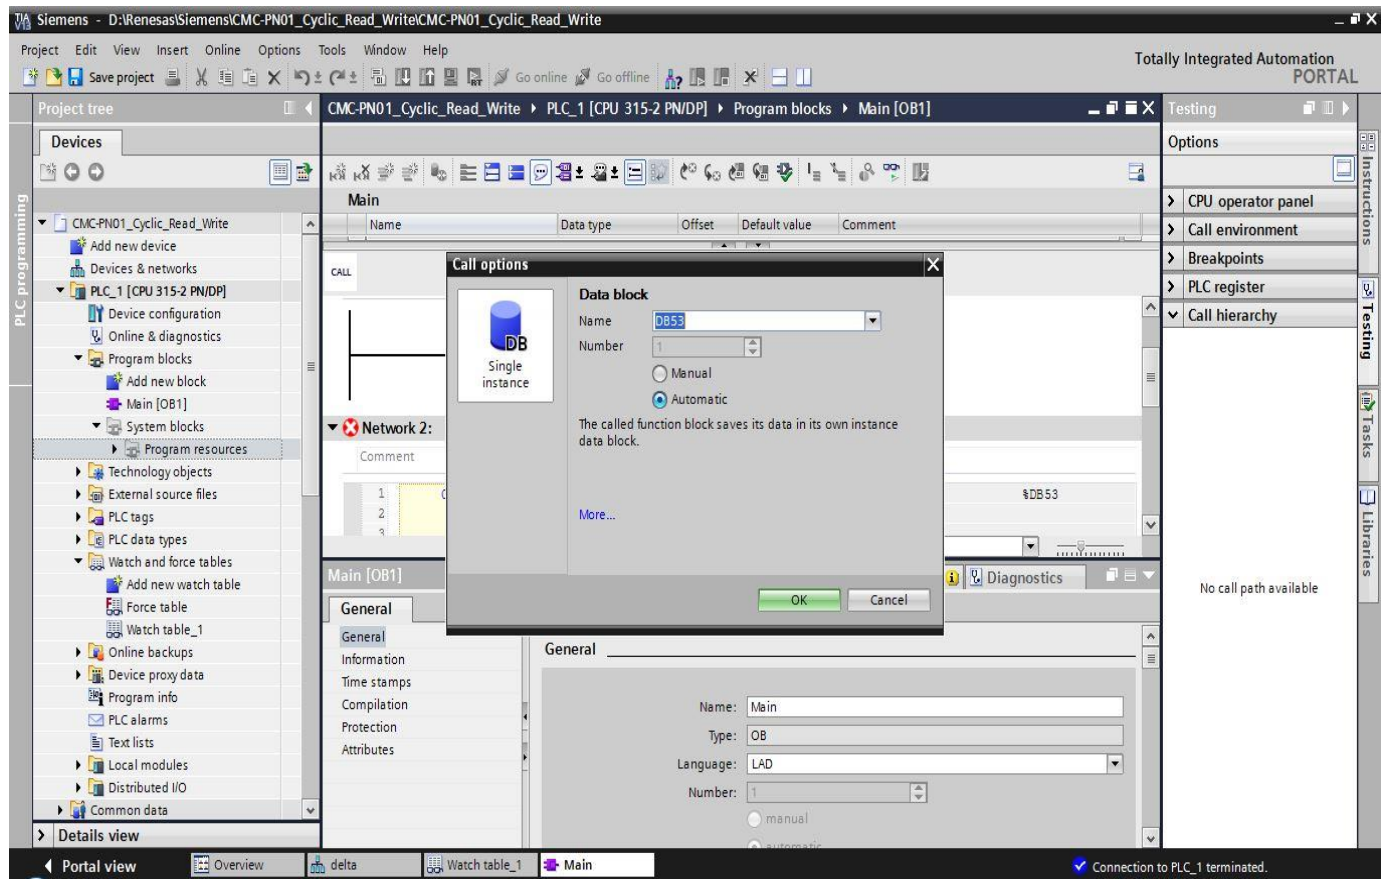 Siemens - D:\Renesas\Siemens\CMC-PN01_Cyclic_Read_Write\CMC-PN01_Cyclic_Read_Write
Project Edit View Insert Online Options Tools Window Help
Totally Integrated Automation
PORTAL
Save project
Go online
Go offline
Project tree
Devices
PLC programming
CMC-PN01_Cyclic_Read_Write
Add new device
Devices & networks
PLC_1 [CPU 315-2 PN/DP]
Device configuration
Online & diagnostics
Program blocks
Add new block
Main [OB1]
System blocks
Program resources
Technology objects
External source files
PLC tags
PLC data types
Watch and force tables
Add new watch table
Force table
Watch table_1
Online backups
Device proxy data
Program info
PLC alarms
Text lists
Local modules
Distributed I/O
Common data
Details view
CMC-PN01_Cyclic_Read_Write PLC_1 [CPU 315-2 PN/DP] Program blocks Main [OB1]
Main
Name Data type Offset Default value Comment
CALL
Network 2:
Comment
1 %DB53
2
3
Call options
DB
Single
instance
Data block
Name DB53
Number 1
Manual
Automatic
The called function block saves its data in its own instance
data block.
More...
OK Cancel
Main [OB1]
Diagnostics
General
General
Information
Time stamps
Compilation
Protection
Attributes
General
Name: Main
Type: OB
Language: LAD
Number: 1
manual
automatic
Testing
Options
CPU operator panel
Call environment
Breakpoints
PLC register
Call hierarchy
No call path available
Instructions
Testing
Tasks
Libraries
Portal view
Overview
delta
Watch table_1
Main
Connection to PLC_1 terminated.